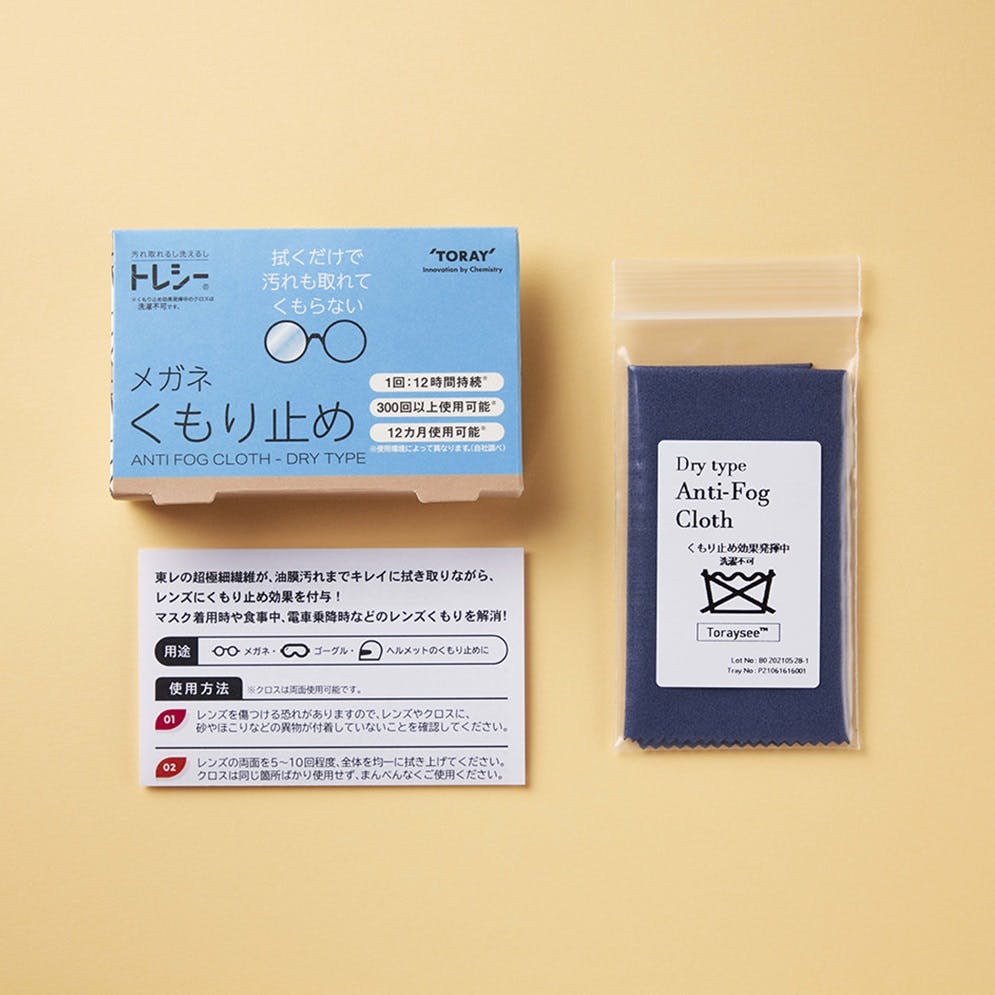 汚れ取れるし洗えるし
トレシー®
※くもり止め効果発揮中のクロスは
洗濯不可です。
拭くだけで
汚れも取れて
くもらない
'TORAY'
Innovation by Chemistry
メガネ
くもり止め
ANTI FOG CLOTH - DRY TYPE
1回:12時間持続※
300回以上使用可能※
12カ月使用可能※
※使用環境によって異なります。(自社調べ)
東レの超極細繊維が、油膜汚れまでキレイに拭き取りながら、
レンズにくもり止め効果を付与!
マスク着用時や食事中、電車乗降時などのレンズくもりを解消!
用途 メガネ・ ゴーグル・ ヘルメットのくもり止めに
使用方法 ※クロスは両面使用可能です。
01 レンズを傷つける恐れがありますので、レンズやクロスに、
砂やほこりなどの異物が付着していないことを確認してください。
02 レンズの両面を5~10回程度、全体を均一に拭き上げてください。
クロスは同じ箇所ばかり使用せず、まんべんなくご使用ください。
Dry type
Anti-Fog
Cloth
くもり止め効果発揮中
洗濯不可
Toraysee™
Lot No : B0 20210528-1
Tray No : P21061616001